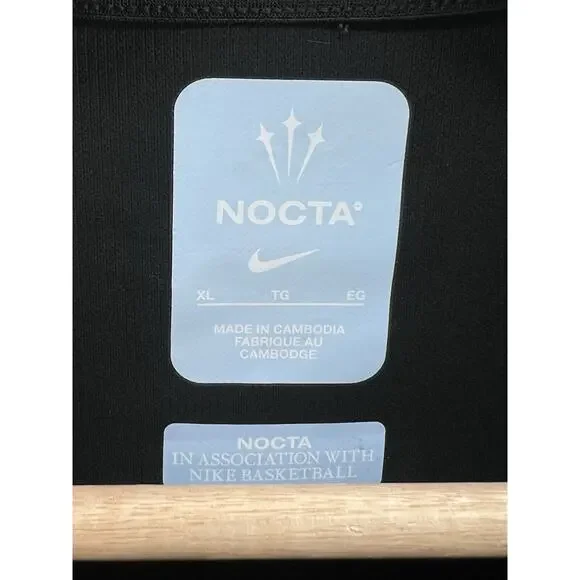 NOCTA
XL TG EG
MADE IN CAMBODIA
FABRIQUE AU
CAMBODGE
NOCTA
IN ASSOCIATION WITH
NIKE BASKETBALL